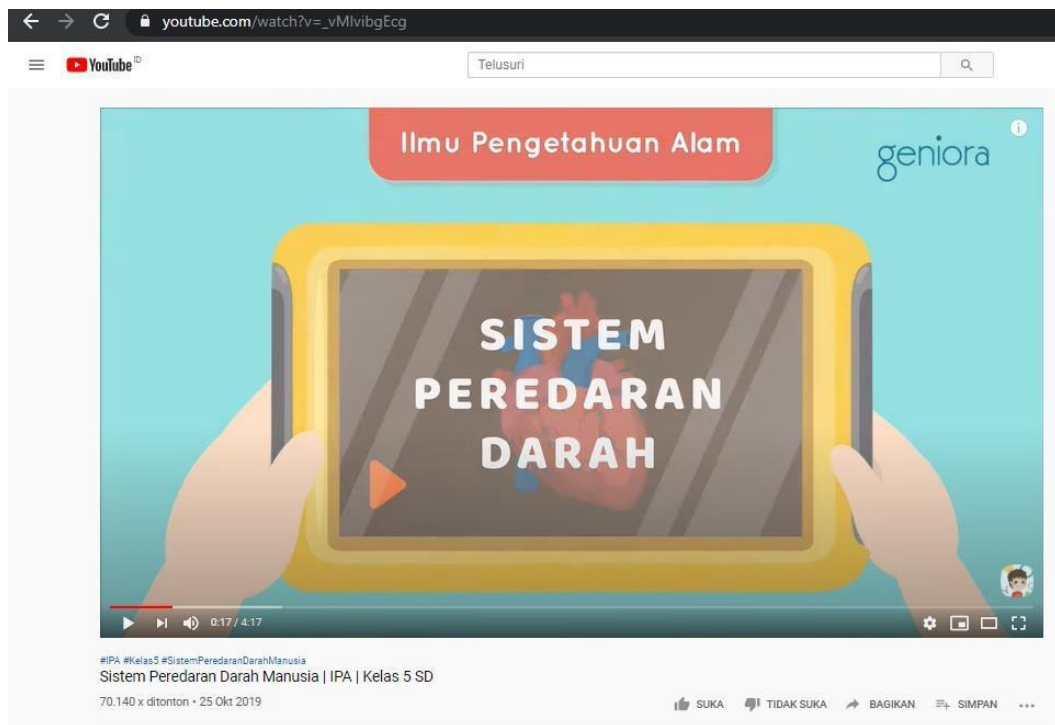 youtube.com/watch?v=_vMlvibgEcg
YouTube ID
Telusuri
Ilmu Pengetahuan Alam
geniora
SISTEM
PEREDARAN
DARAH
0:17 / 4:17
#IPA #Kelas5 #SistemPeredaranDarahManusia
Sistem Peredaran Darah Manusia | IPA | Kelas 5 SD
70.140 x ditonton • 25 Okt 2019
SUKA TIDAK SUKA BAGIKAN SIMPAN